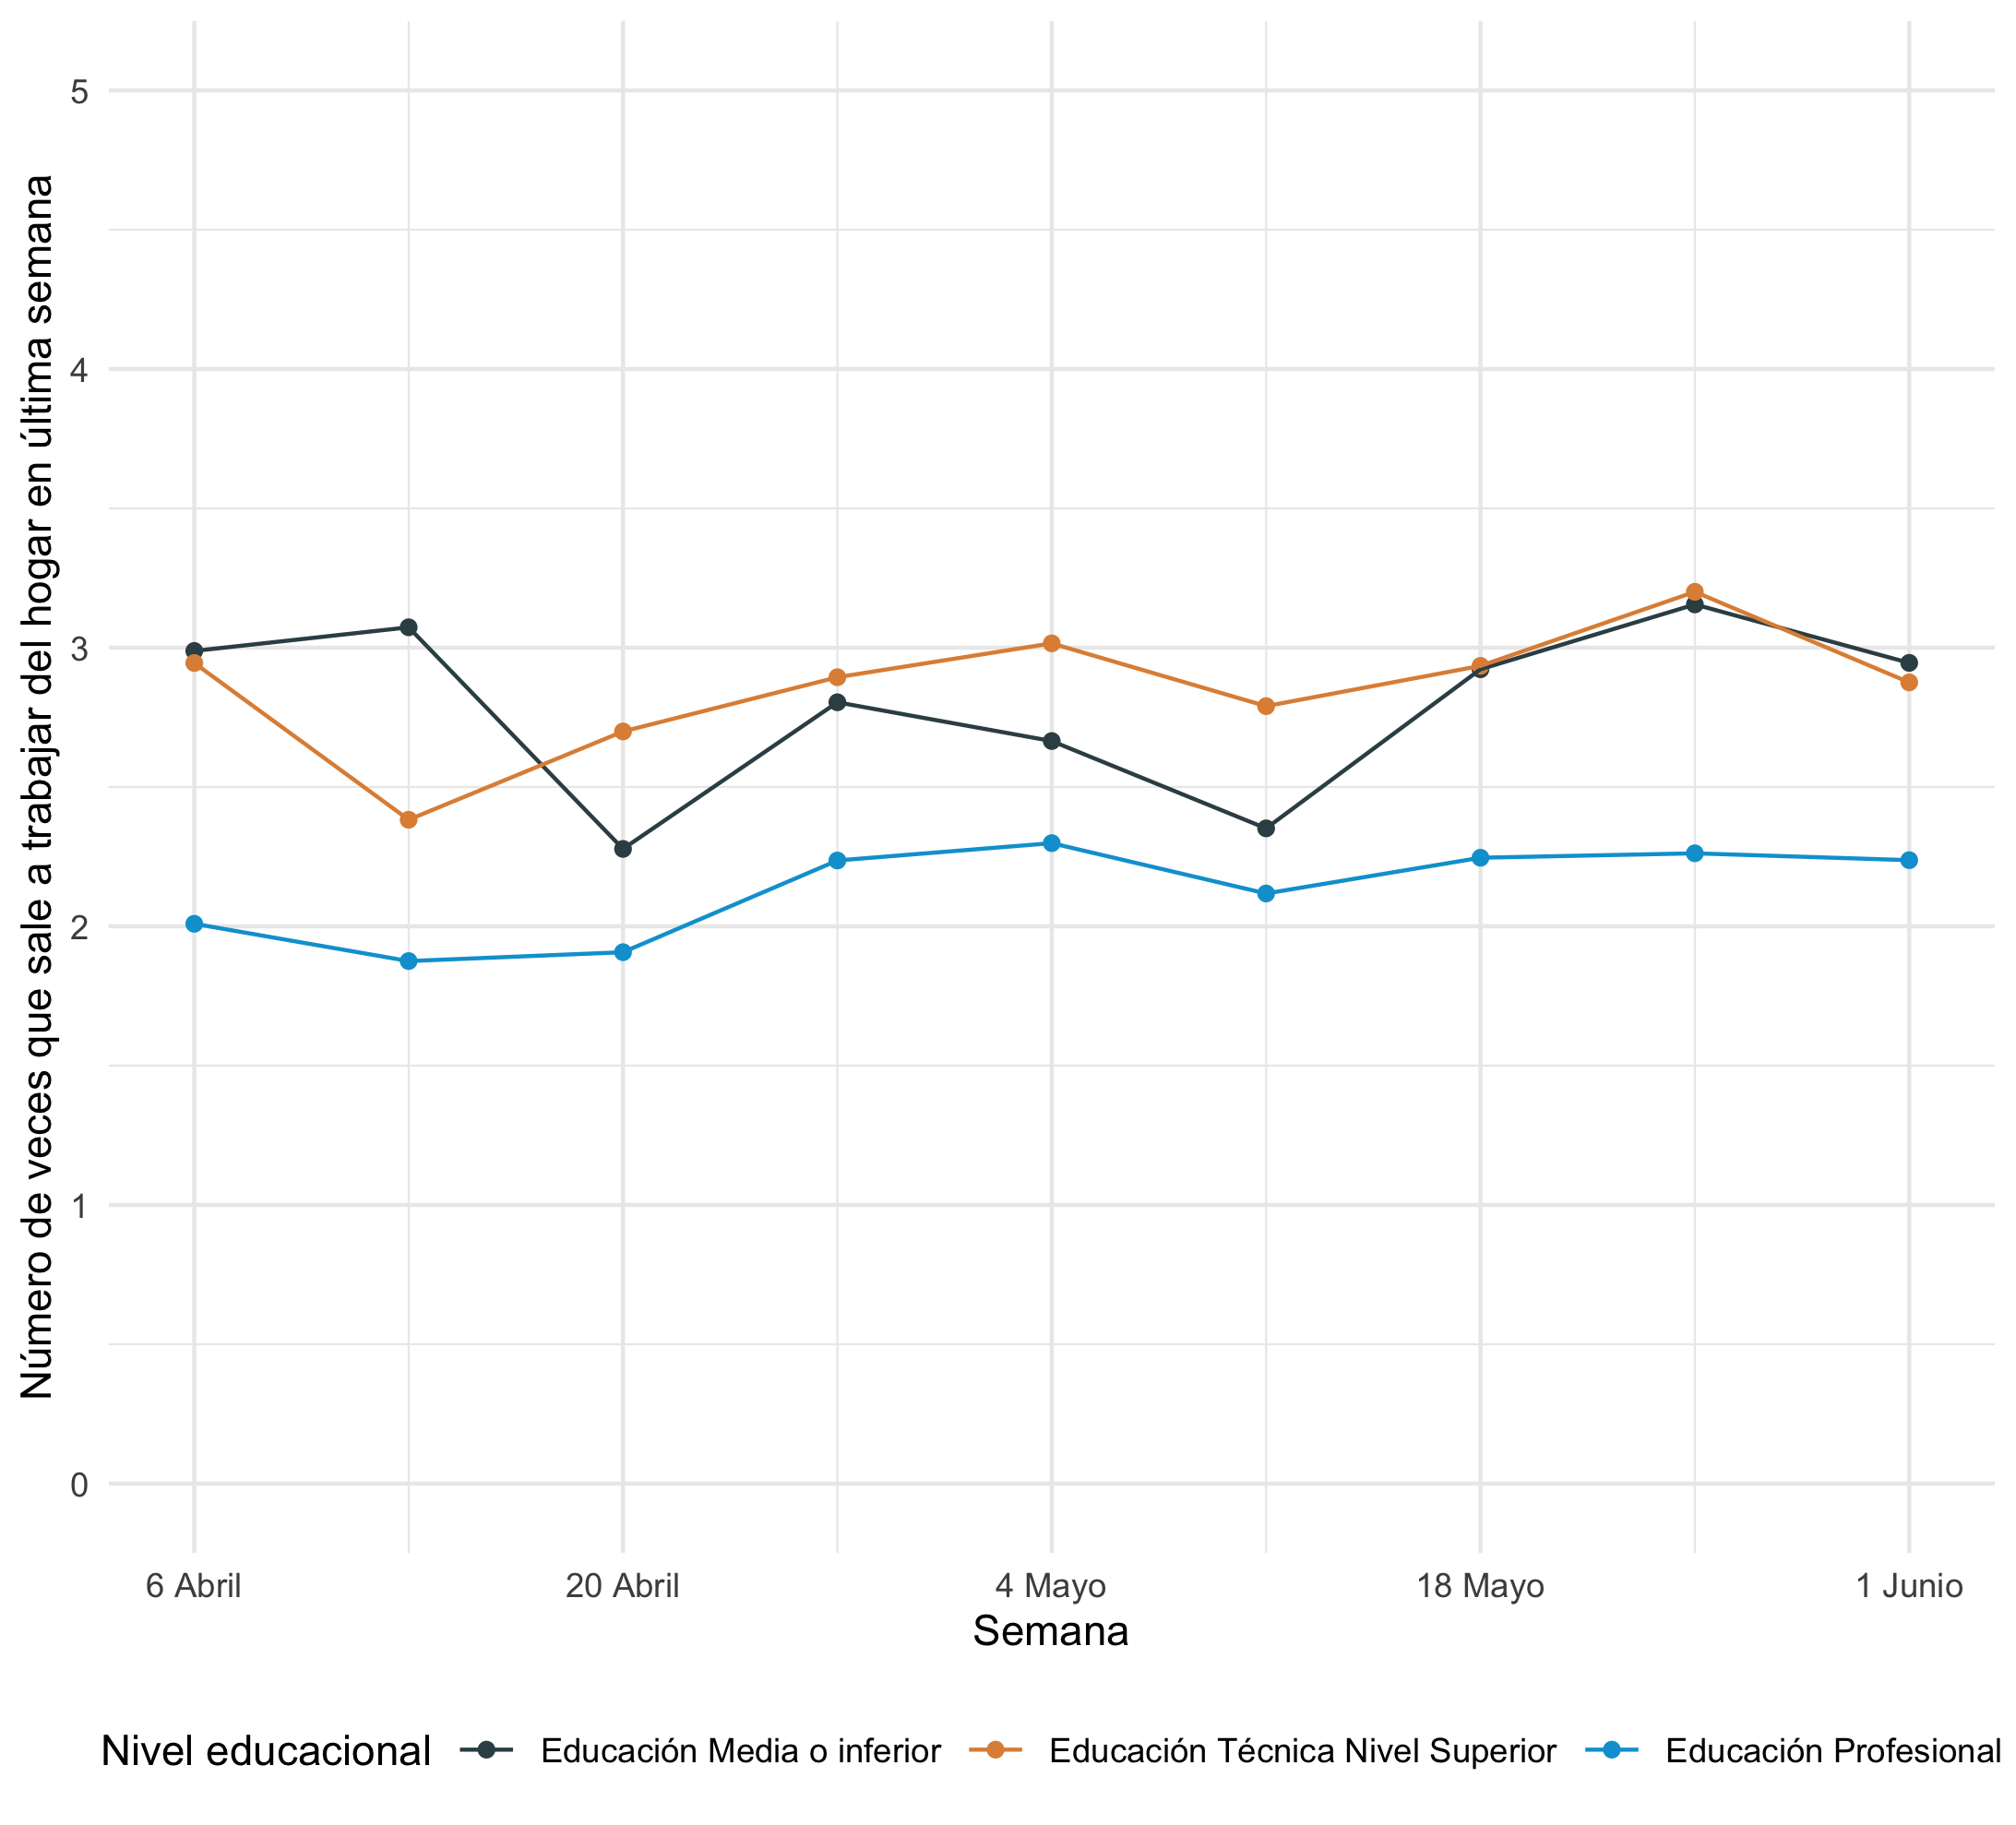 Número de veces que sale a trabajar del hogar en última semana
5
4
3
2
1
0
6 Abril
20 Abril
4 Mayo
18 Mayo
1 Junio
Semana
Nivel educacional
Educación Media o inferior
Educación Técnica Nivel Superior
Educación Profesional